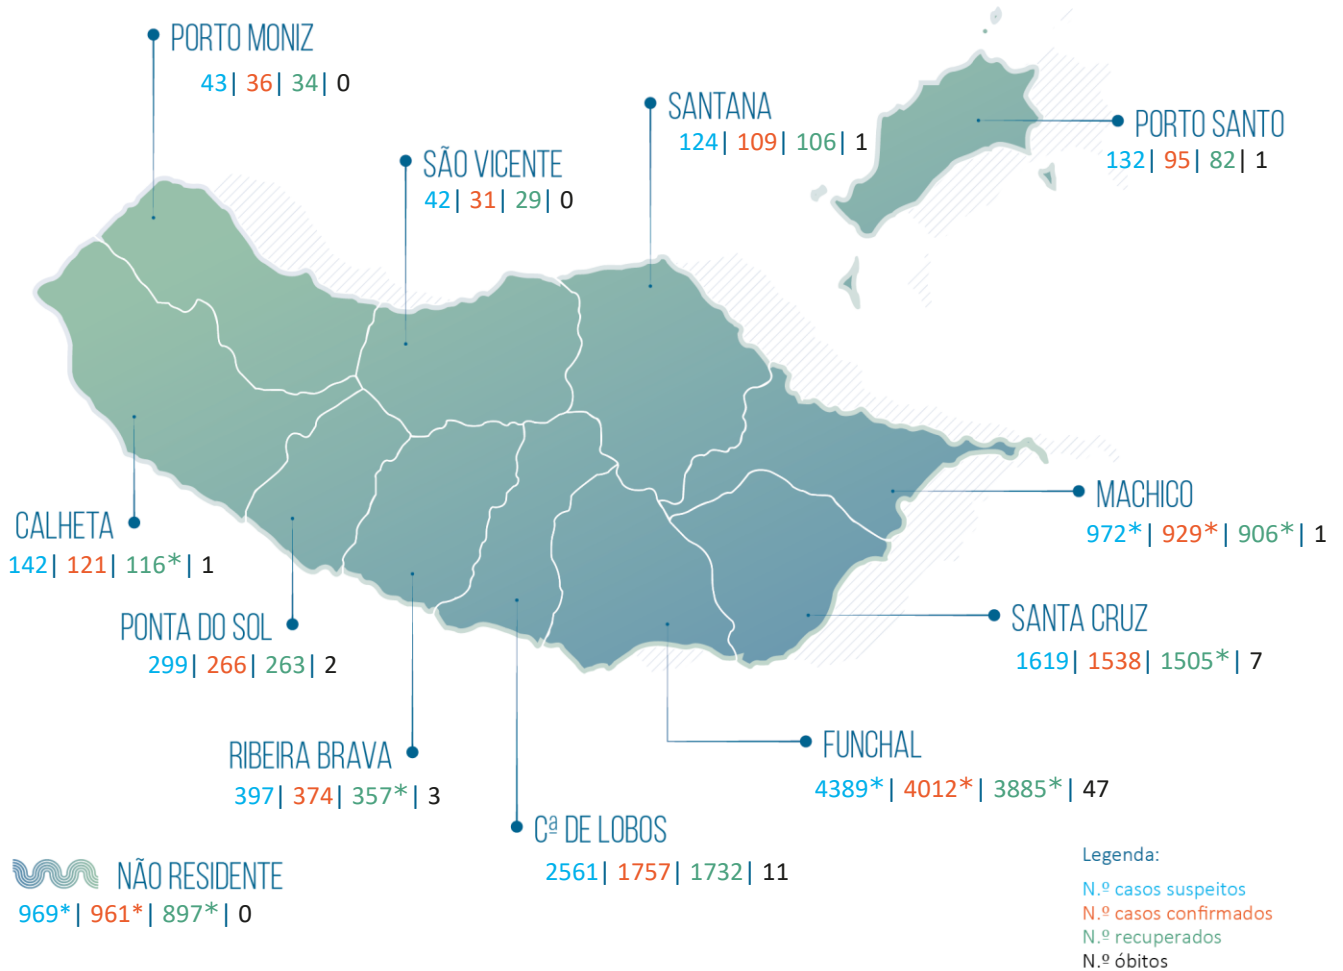 PORTO MONIZ
43| 36| 34| 0
SANTANA
124| 109| 106| 1
PORTO SANTO
132| 95| 82| 1
SÃO VICENTE
42| 31| 29| 0
MACHICO
972*| 929*| 906*| 1
CALHETA
142| 121| 116*| 1
PONTA DO SOL
299| 266| 263| 2
SANTA CRUZ
1619| 1538| 1505*| 7
RIBEIRA BRAVA
397| 374| 357*| 3
FUNCHAL
4389*| 4012*| 3885*| 47
Cª DE LOBOS
2561| 1757| 1732| 11
NÃO RESIDENTE
969*| 961*| 897*| 0
Legenda:
N.º casos suspeitos
N.º casos confirmados
N.º recuperados
N.º óbitos